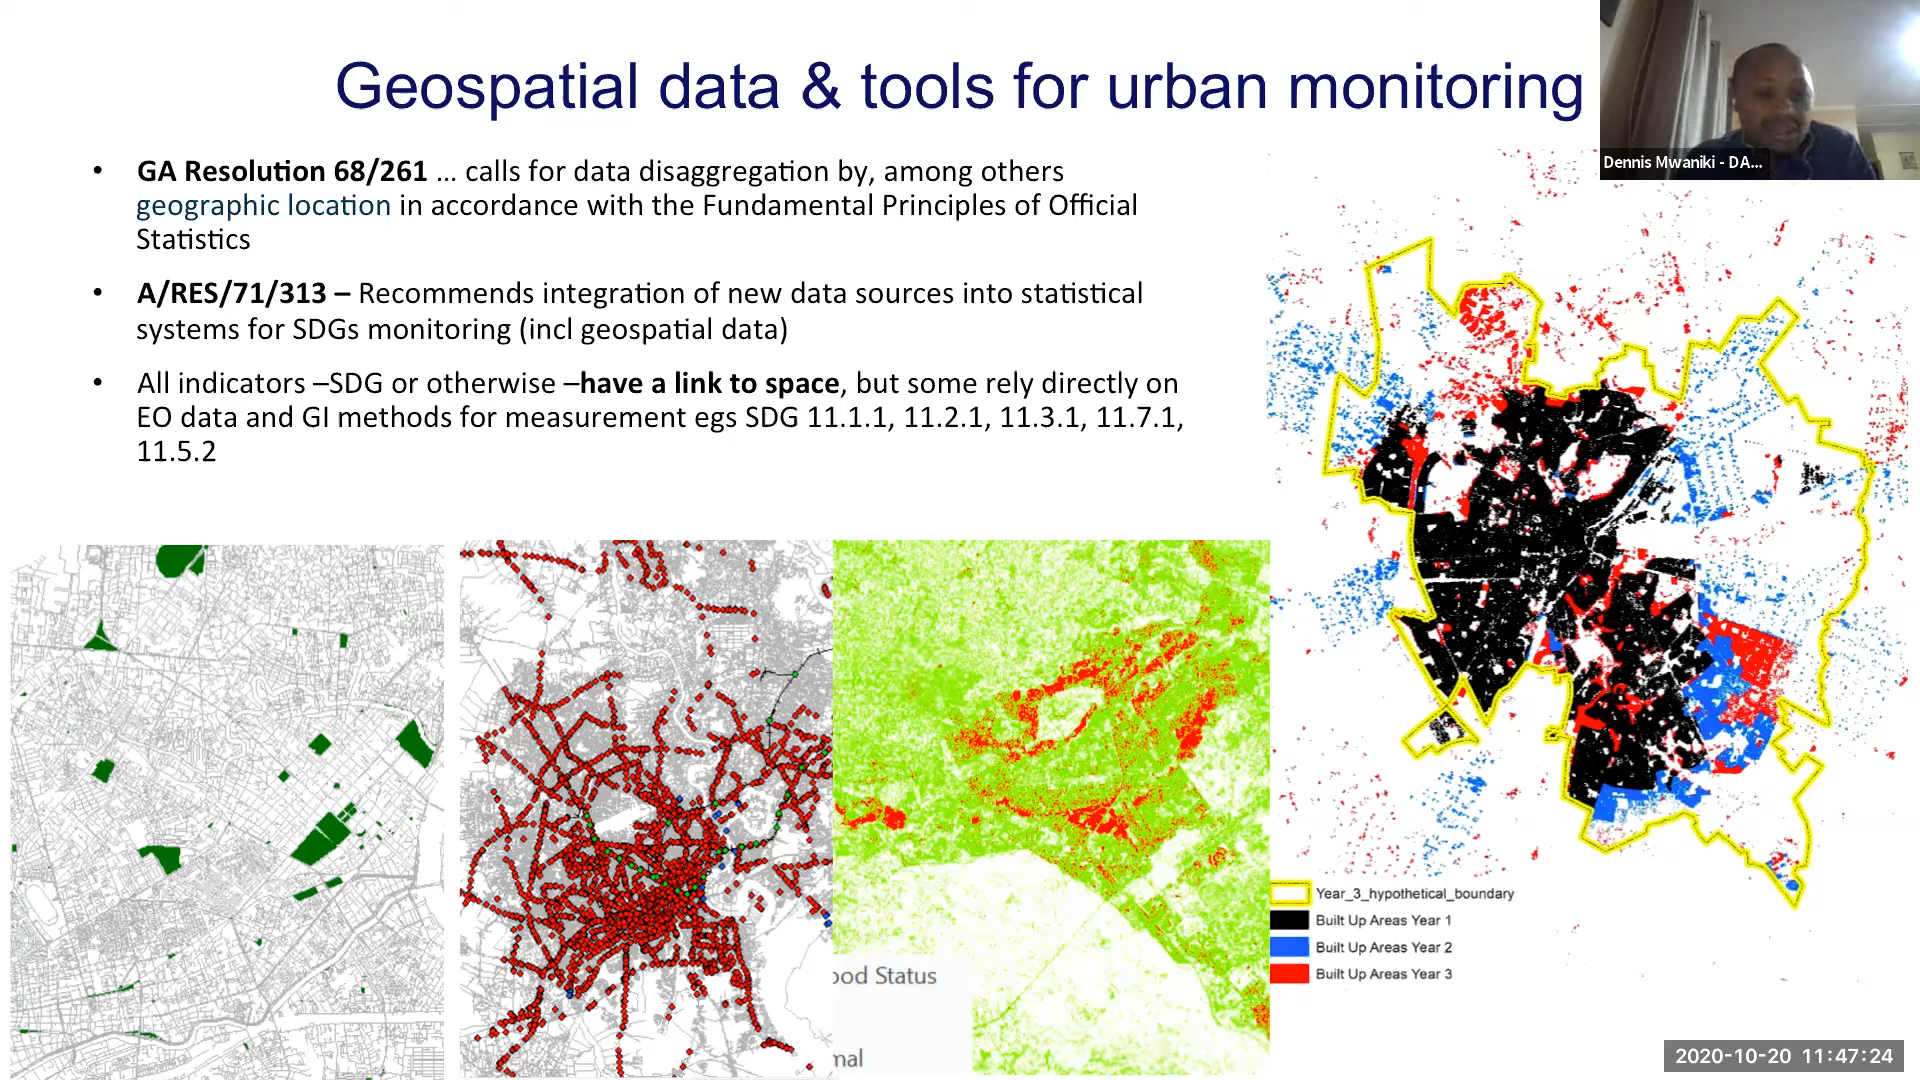 Geospatial data & tools for urban monitoring
Dennis Mwaniki - DA...
• GA Resolution 68/261 ... calls for data disaggregation by, among others
geographic location in accordance with the Fundamental Principles of Official
Statistics
• A/RES/71/313 – Recommends integration of new data sources into statistical
systems for SDGs monitoring (incl geospatial data)
• All indicators –SDG or otherwise –have a link to space, but some rely directly on
EO data and GI methods for measurement egs SDG 11.1.1, 11.2.1, 11.3.1, 11.7.1,
11.5.2
ood Status
mal
Year_3_hypothetical_boundary
Built Up Areas Year 1
Built Up Areas Year 2
Built Up Areas Year 3
2020-10-20 11:47:24